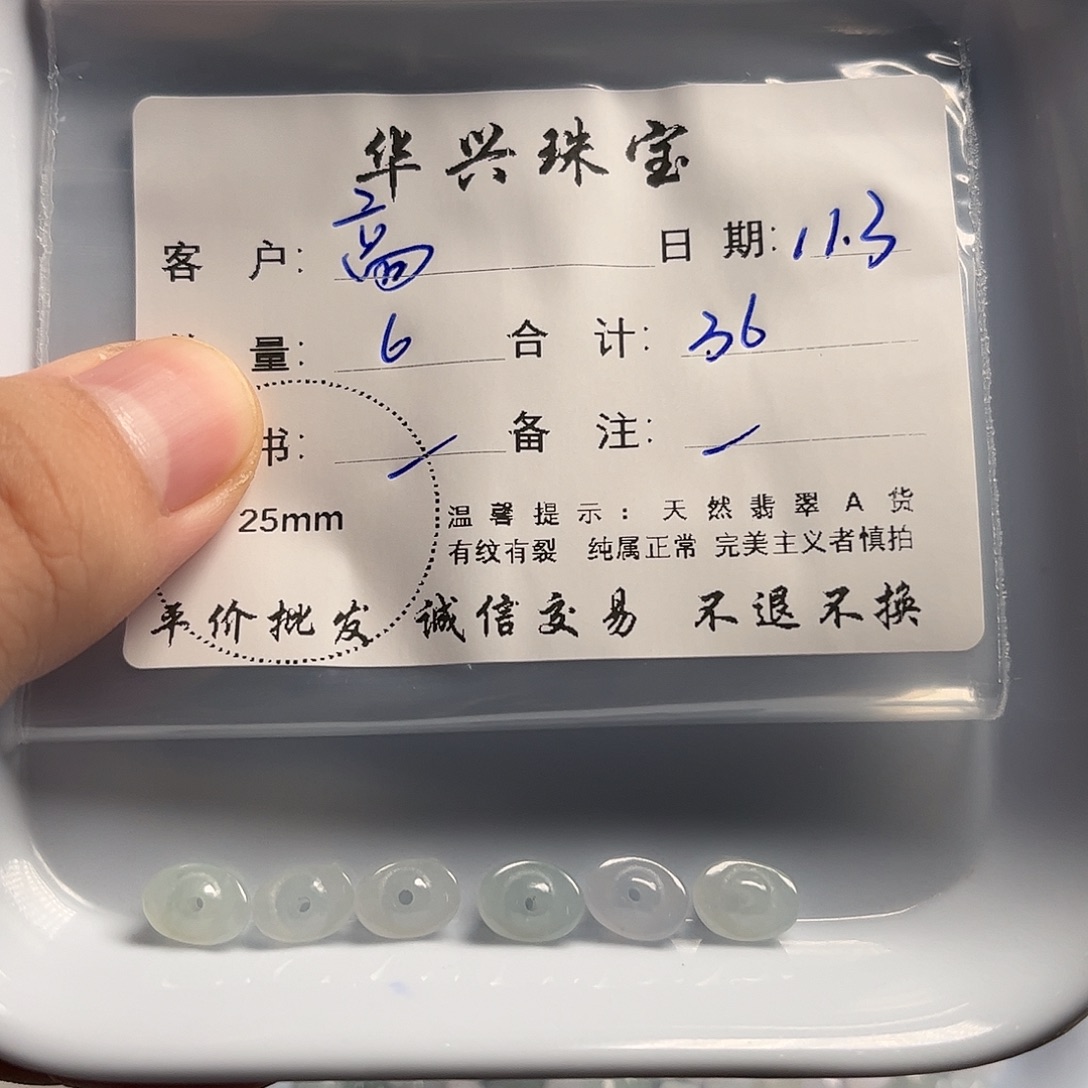 华兴珠宝
客 户: 高 日 期: 11.3
量: 6 合 计: 36
书: / 备 注: /
25mm 温馨提示: 天然翡翠A货
有纹有裂 纯属正常 完美主义者慎拍
平价批发 诚信交易 不退不换